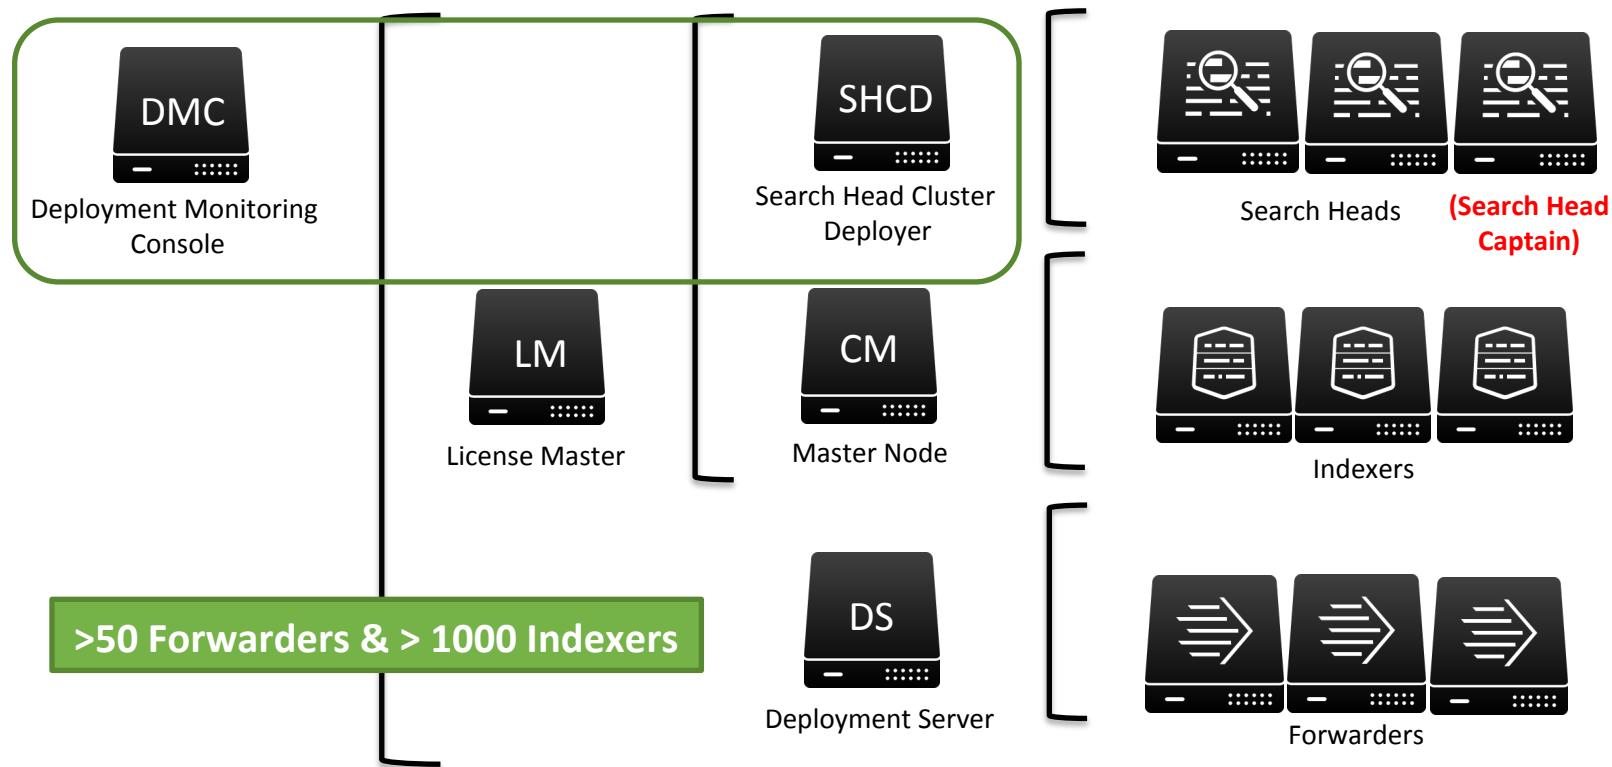 DMC
Deployment Monitoring
Console
SHCD
Search Head Cluster
Deployer
Search Heads
(Search Head
Captain)
LM
License Master
CM
Master Node
Indexers
>50 Forwarders & > 1000 Indexers
DS
Deployment Server
Forwarders